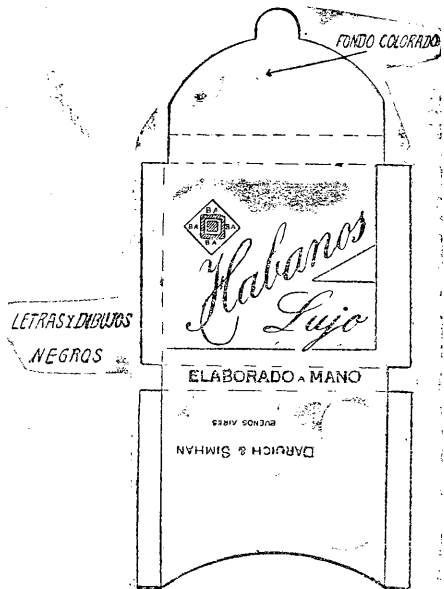 FONDO COLORADO
BA
BA BA
BA
Habanos
Lujo
LETRAS Y DIBUJOS
NEGROS
ELABORADO A MANO
DARUICH & SIMHAN
BUENOS AIRES